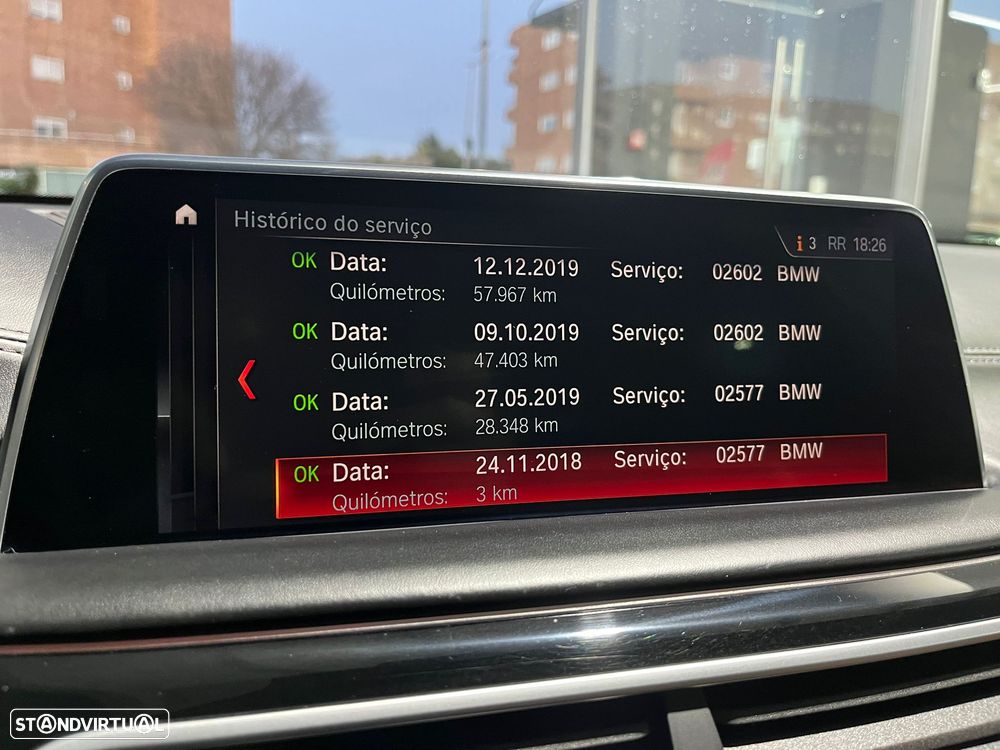 Histórico do serviço
i 3 RR 18:26
OK Data: 12.12.2019 Serviço: 02602 BMW
Quilómetros: 57.967 km
OK Data: 09.10.2019 Serviço: 02602 BMW
Quilómetros: 47.403 km
OK Data: 27.05.2019 Serviço: 02577 BMW
Quilómetros: 28.348 km
OK Data: 24.11.2018 Serviço: 02577 BMW
Quilómetros: 3 km
STANDVIRTUAL